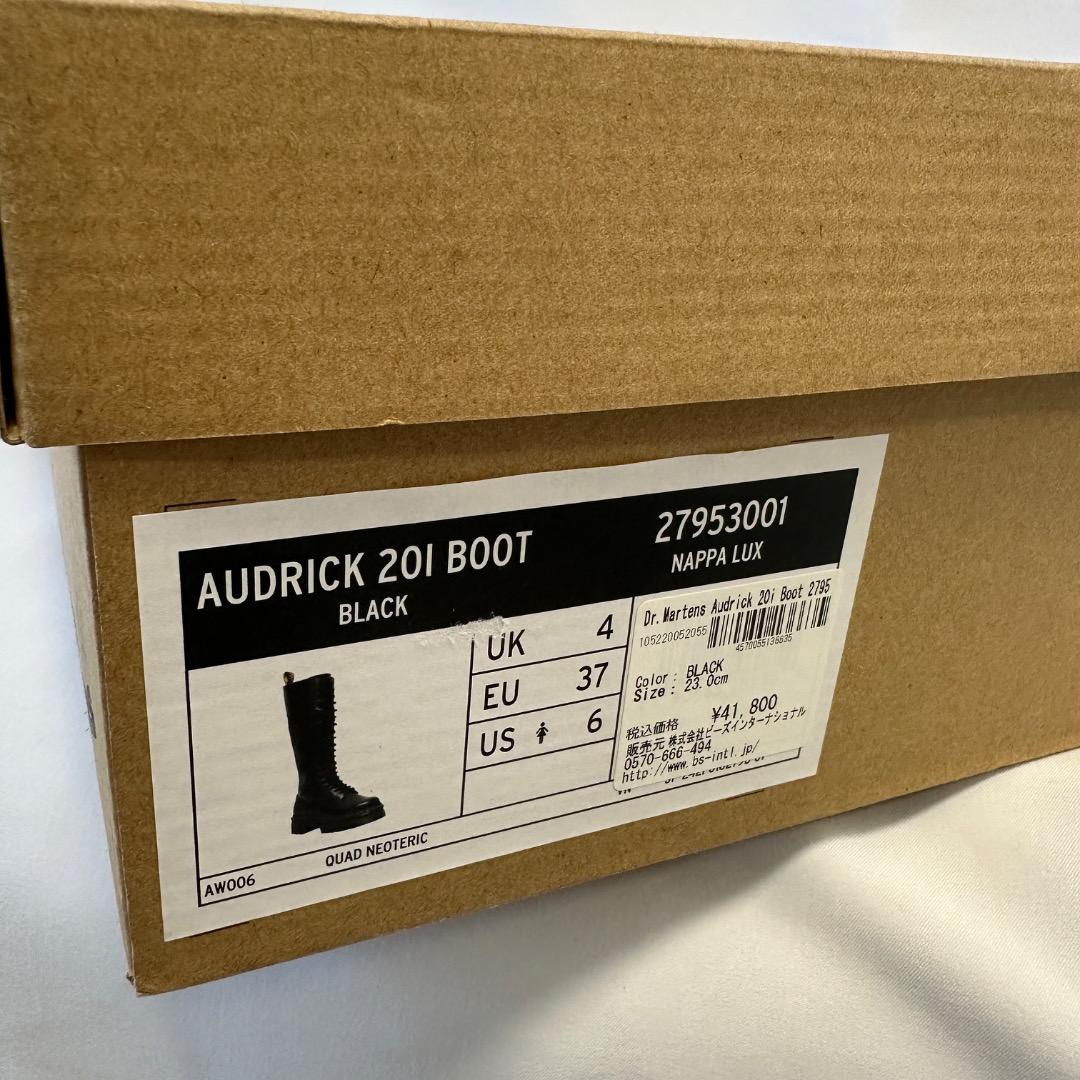 AUDRICK 20I BOOT
BLACK
27953001
NAPPA LUX
UK 4
EU 37
US 6
QUAD NEOTERIC
AW006
Dr.Martens Audrick 20i Boot 2795
105220052055
4570055136635
Color: BLACK
Size: 23.0cm
税込価格 ¥41,800
販売元 株式会社ビーズインターナショナル
0570-666-494
http://www.bs-intl.jp/